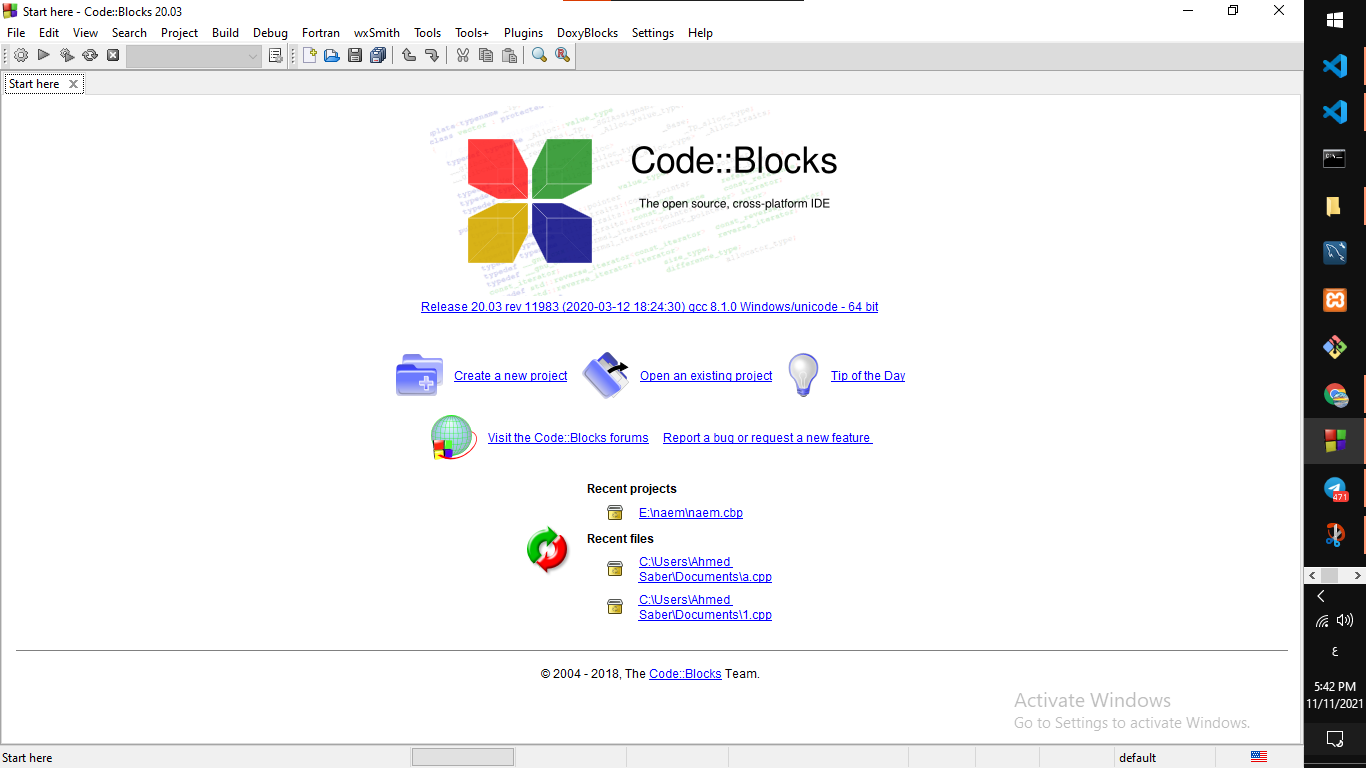 Start here - Code::Blocks 20.03
File Edit View Search Project Build Debug Fortran wxSmith Tools Tools+ Plugins DoxyBlocks Settings Help
Start here
Code::Blocks
The open source, cross-platform IDE
Release 20.03 rev 11983 (2020-03-12 18:24:30) gcc 8.1.0 Windows/unicode - 64 bit
Create a new project Open an existing project Tip of the Day
Visit the Code::Blocks forums Report a bug or request a new feature
Recent projects
E:\naem\naem.cbp
Recent files
C:\Users\Ahmed
Saber\Documents\a.cpp
C:\Users\Ahmed
Saber\Documents\1.cpp
© 2004 - 2018, The Code::Blocks Team.
Activate Windows
Go to Settings to activate Windows.
Start here default
471
ع
5:42 PM
11/11/2021